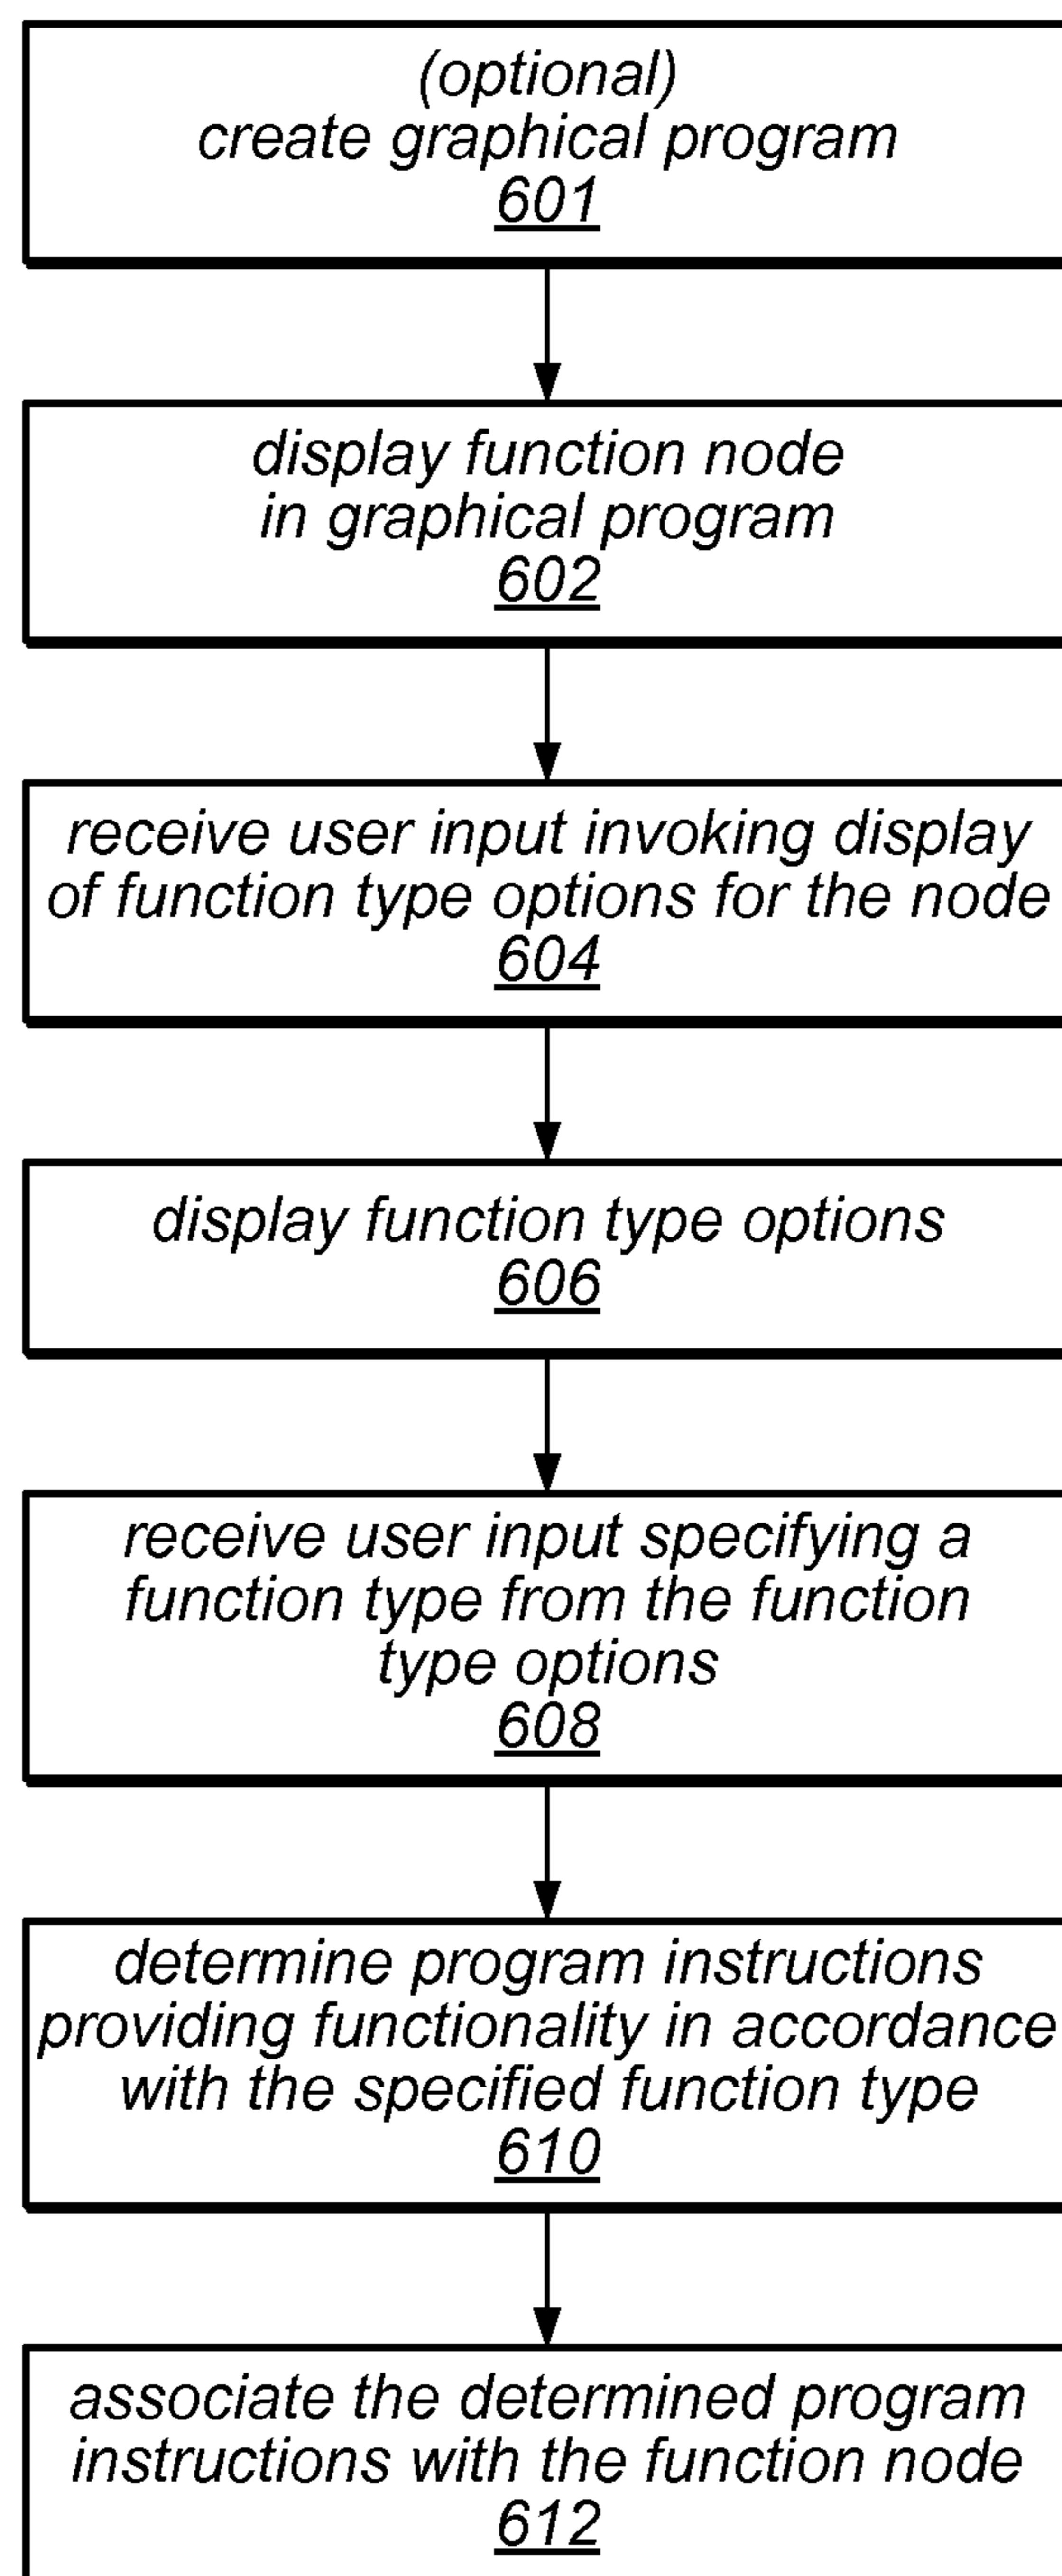 (optional)
create graphical program
601
display function node
in graphical program
602
receive user input invoking display
of function type options for the node
604
display function type options
606
receive user input specifying a
function type from the function
type options
608
determine program instructions
providing functionality in accordance
with the specified function type
610
associate the determined program
instructions with the function node
612